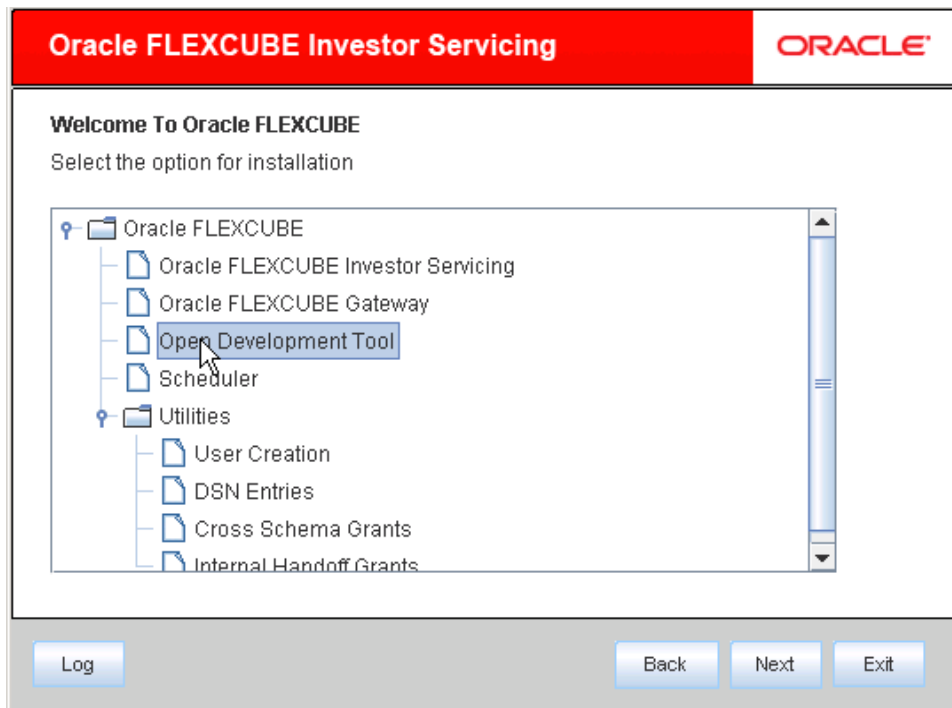 Oracle FLEXCUBE Investor Servicing
ORACLE
Welcome To Oracle FLEXCUBE
Select the option for installation
Oracle FLEXCUBE
Oracle FLEXCUBE Investor Servicing
Oracle FLEXCUBE Gateway
Open Development Tool
Scheduler
Utilities
User Creation
DSN Entries
Cross Schema Grants
Internal Handoff Grants
Log
Back
Next
Exit